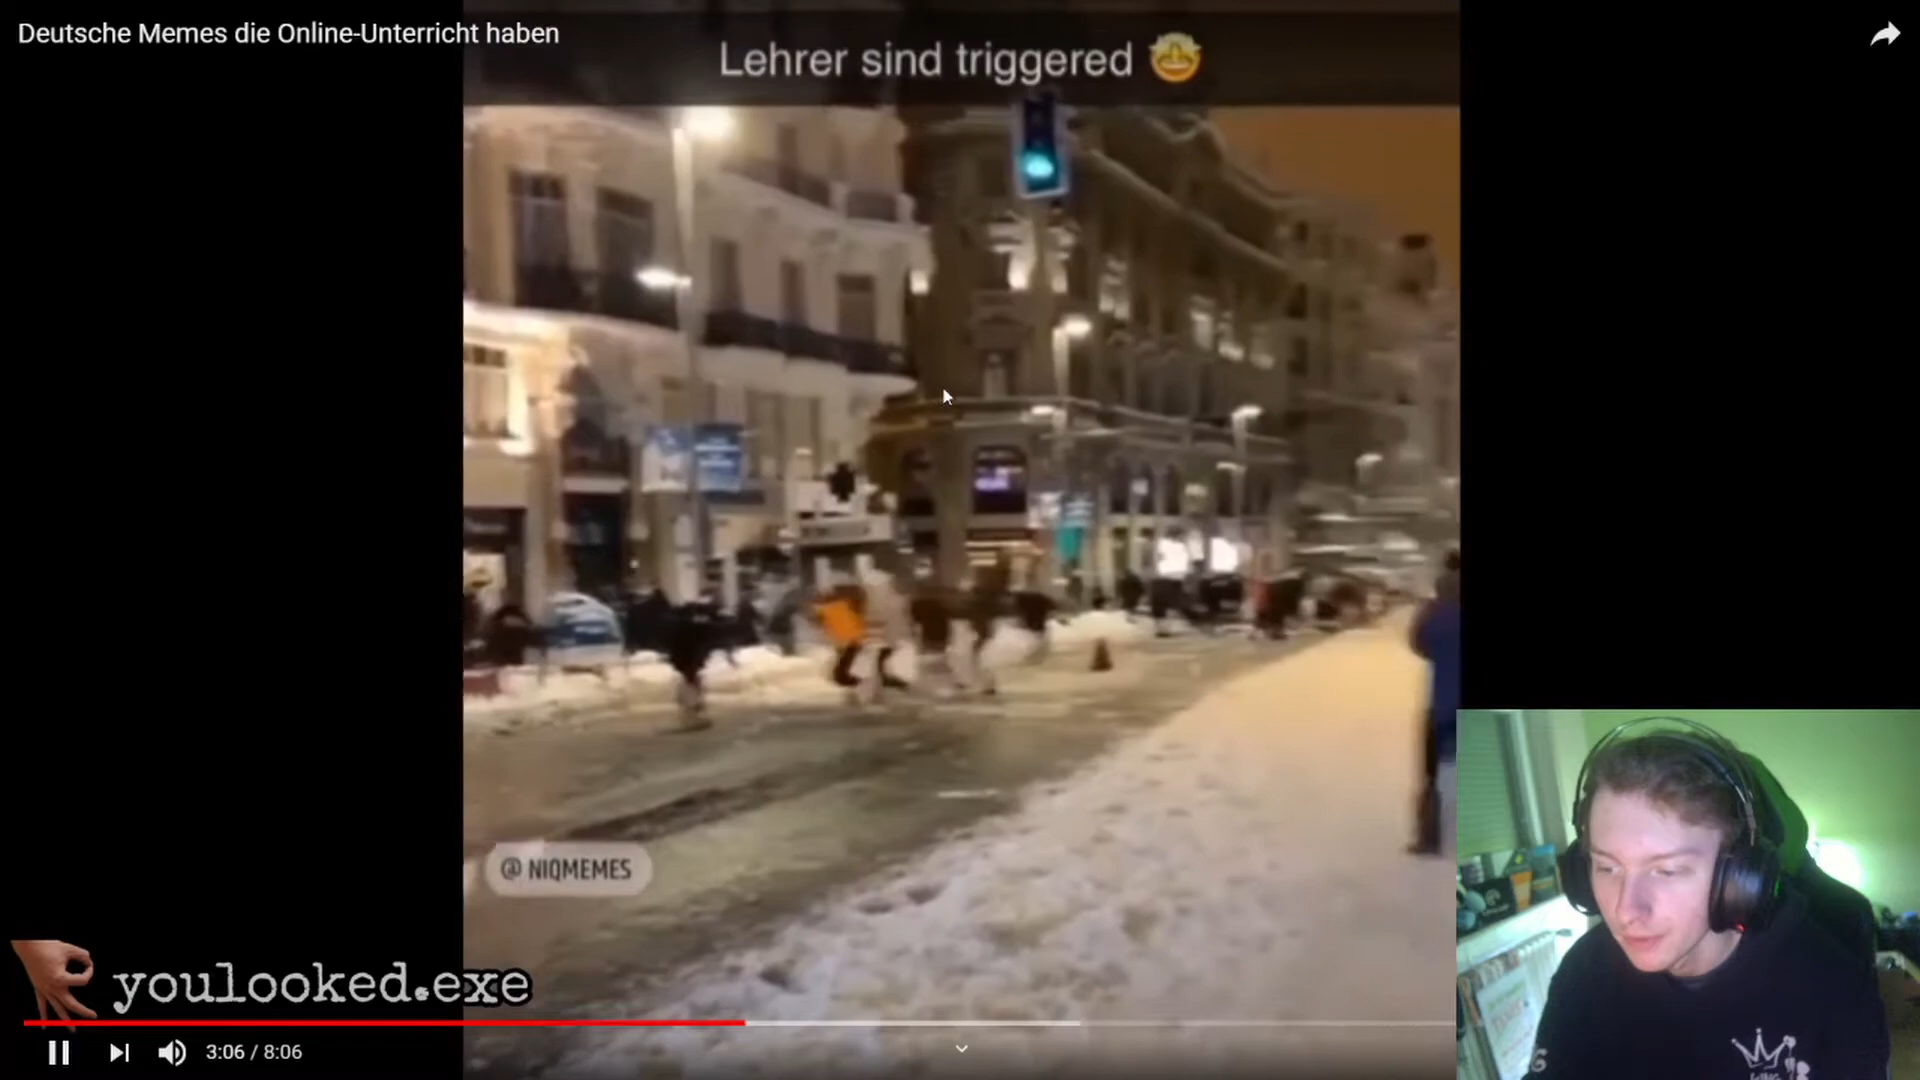 Deutsche Memes die Online-Unterricht haben
Lehrer sind triggered 🤩
@ NIQMEMES
youlooked.exe
3:06 / 8:06